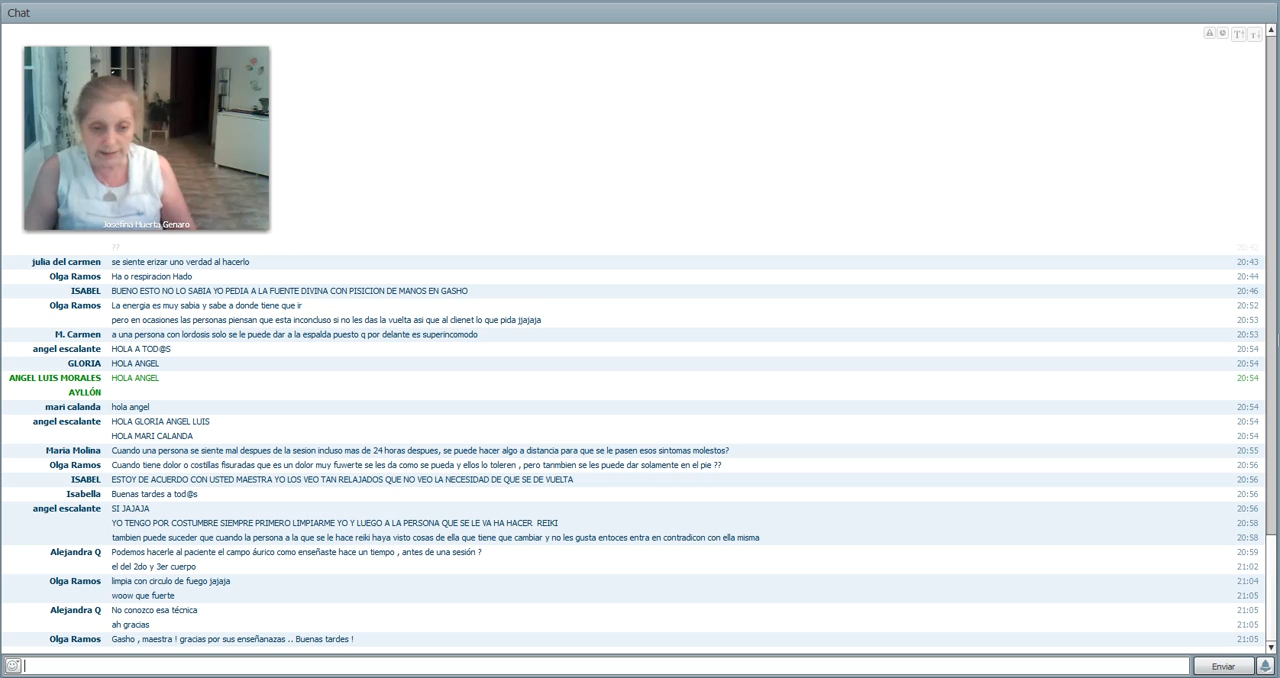 Chat
Josefina Huerta Genaro
?? 20:42
julia del carmen se siente erizar uno verdad al hacerlo 20:43
Olga Ramos Ha o respiracion Hado 20:44
ISABEL BUENO ESTO NO LO SABIA YO PEDIA A LA FUENTE DIVINA CON PISICION DE MANOS EN GASHO 20:46
Olga Ramos La energia es muy sabia y sabe a donde tiene que ir 20:52
pero en ocasiones las personas piensan que esta inconcluso si no les das la vuelta asi que al clienet lo que pida jjajaja 20:53
M. Carmen a una persona con lordosis solo se le puede dar a la espalda puesto q por delante es superincomodo 20:53
angel escalante HOLA A TOD@S 20:54
GLORIA HOLA ANGEL 20:54
ANGEL LUIS MORALES HOLA ANGEL 20:54
AYLLÓN
mari calanda hola angel 20:54
angel escalante HOLA GLORIA ANGEL LUIS 20:54
HOLA MARI CALANDA 20:54
Maria Molina Cuando una persona se siente mal despues de la sesion incluso mas de 24 horas despues, se puede hacer algo a distancia para que se le pasen esos sintomas molestos? 20:55
Olga Ramos Cuando tiene dolor o costillas fisuradas que es un dolor muy fuwerte se les da como se pueda y ellos lo toleren , pero tanmbien se les puede dar solamente en el pie ?? 20:56
ISABEL ESTOY DE ACUERDO CON USTED MAESTRA YO LOS VEO TAN RELAJADOS QUE NO VEO LA NECESIDAD DE QUE SE DE VUELTA 20:56
Isabella Buenas tardes a tod@s 20:56
angel escalante SI JAJAJA 20:56
YO TENGO POR COSTUMBRE SIEMPRE PRIMERO LIMPIARME YO Y LUEGO A LA PERSONA QUE SE LE VA HA HACER REIKI 20:58
tambien puede suceder que cuando la persona a la que se le hace reiki haya visto cosas de ella que tiene que cambiar y no les gusta entoces entra en contradicon con ella misma 20:58
Alejandra Q Podemos hacerle al paciente el campo áurico como enseñaste hace un tiempo , antes de una sesión ? 20:59
el del 2do y 3er cuerpo 21:02
Olga Ramos limpia con circulo de fuego jajaja 21:04
woow que fuerte 21:05
Alejandra Q No conozco esa técnica 21:05
ah gracias 21:05
Olga Ramos Gasho , maestra ! gracias por sus enseñanazas .. Buenas tardes ! 21:05
Enviar